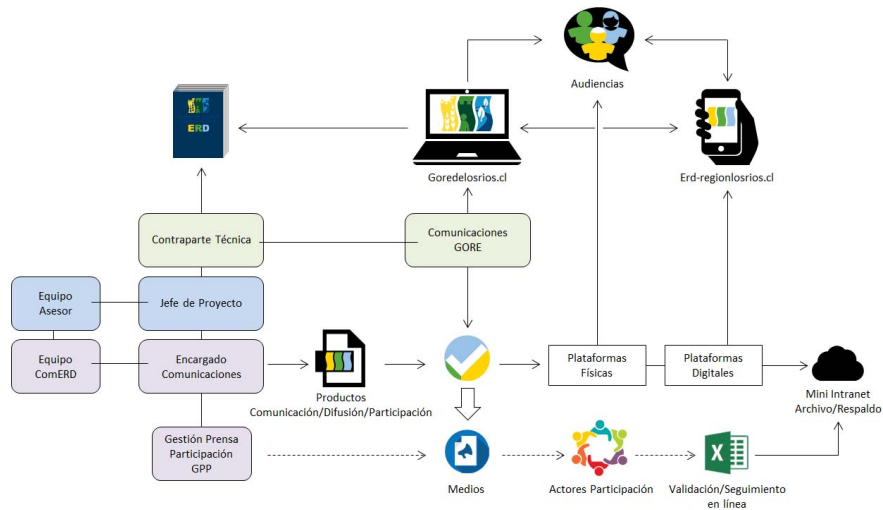 Audiencias
ERD
Goredelosrios.cl
Erd-regionlosrios.cl
Contraparte Técnica
Comunicaciones
GORE
Equipo
Asesor
Jefe de Proyecto
Equipo
ComERD
Encargado
Comunicaciones
Productos
Comunicación/Difusión/Participación
Plataformas
Físicas
Plataformas
Digitales
Mini Intranet
Archivo/Respaldo
Gestión Prensa
Participación
GPP
Medios
Actores Participación
X
Validación/Seguimiento
en línea